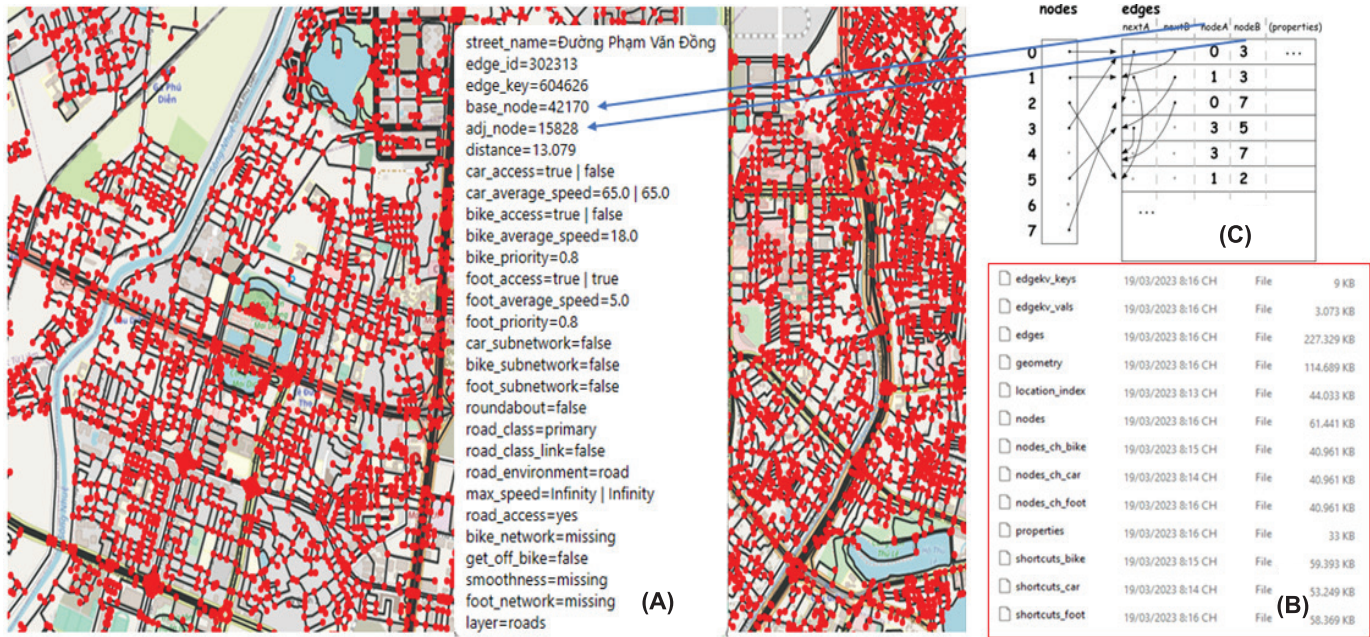 street_name=Đường Phạm Văn Đồng
edge_id=302313
edge_key=604626
base_node=42170
adj_node=15828
distance=13.079
car_access=true | false
car_average_speed=65.0 | 65.0
bike_access=true | false
bike_average_speed=18.0
bike_priority=0.8
foot_access=true | true
foot_average_speed=5.0
foot_priority=0.8
car_subnetwork=false
bike_subnetwork=false
foot_subnetwork=false
roundabout=false
road_class=primary
road_class_link=false
road_environment=road
max_speed=Infinity | Infinity
road_access=yes
bike_network=missing
get_off_bike=false
smoothness=missing
foot_network=missing
layer=roads
(A)
nodes edges
nextA nextB nodeA nodeB (properties)
0 0 3 ...
1 1 3
2 0 7
3 3 5
4 3 7
5 1 2
6 ...
7
(C)
edgekv_keys 19/03/2023 8:16 CH File 9 KB
edgekv_vals 19/03/2023 8:16 CH File 3.073 KB
edges 19/03/2023 8:16 CH File 227.329 KB
geometry 19/03/2023 8:16 CH File 114.689 KB
location_index 19/03/2023 8:13 CH File 44.033 KB
nodes 19/03/2023 8:16 CH File 61.441 KB
nodes_ch_bike 19/03/2023 8:15 CH File 40.961 KB
nodes_ch_car 19/03/2023 8:14 CH File 40.961 KB
nodes_ch_foot 19/03/2023 8:16 CH File 40.961 KB
properties 19/03/2023 8:16 CH File 33 KB
shortcuts_bike 19/03/2023 8:15 CH File 59.393 KB
shortcuts_car 19/03/2023 8:14 CH File 53.249 KB
shortcuts_foot 19/03/2023 8:16 CH File 58.369 KB
(B)
Phú
Diễn